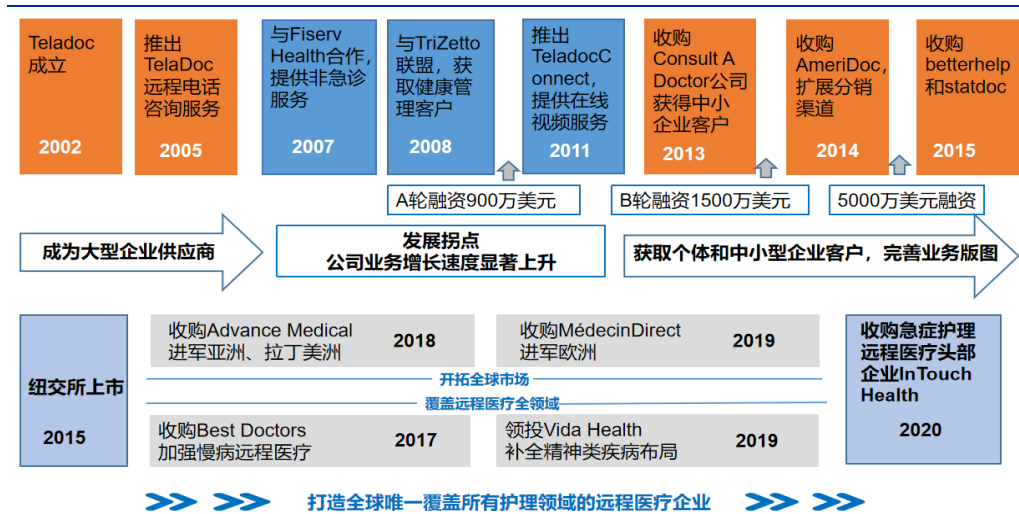 Teladoc
成立
2002
推出
TelaDoc
远程电话
咨询服务
2005
与Fiserv
Health合作，
提供非急诊
服务
2007
与TriZetto
联盟，获
取健康管
理客户
2008
推出
TeladocC
onnect，
提供在线
视频服务
2011
收购
Consult A
Doctor公司
获得中小
企业客户
2013
收购
AmeriDoc，
扩展分销
渠道
2014
收购
betterhelp
和statdoc
2015
A轮融资900万美元
B轮融资1500万美元
5000万美元融资
成为大型企业供应商
发展拐点
公司业务增长速度显著上升
获取个体和中小型企业客户，完善业务版图
纽交所上市
2015
收购Advance Medical
进军亚洲、拉丁美洲
2018
收购MédecinDirect
进军欧洲
2019
开拓全球市场
覆盖远程医疗全领域
收购Best Doctors
加强慢病远程医疗
2017
领投Vida Health
补全精神类疾病布局
2019
收购急症护理
远程医疗头部
企业InTouch
Health
2020
打造全球唯一覆盖所有护理领域的远程医疗企业